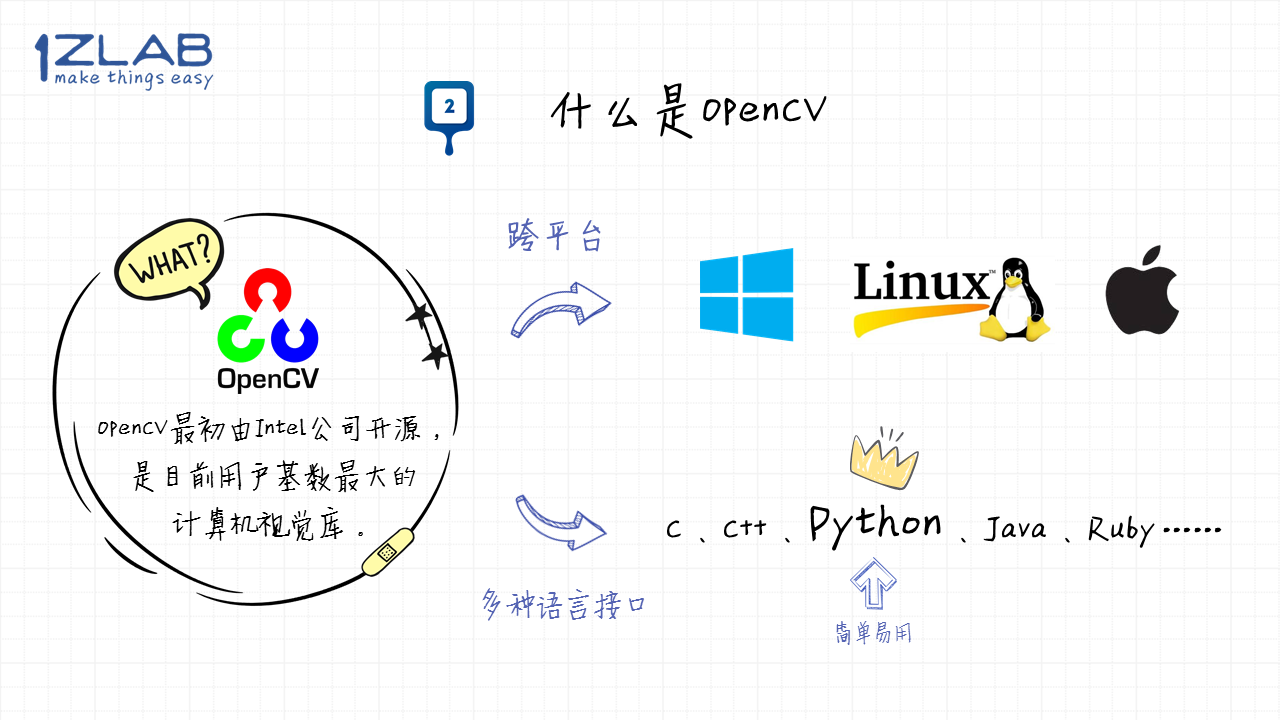 1ZLAB
make things easy
2
什么是OpenCV
WHAT?
OpenCV
OpenCV最初由Intel公司开源，
是目前用户基数最大的
计算机视觉库。
跨平台
Linux™
C 、C++ 、Python 、Java 、Ruby······
多种语言接口
简单易用